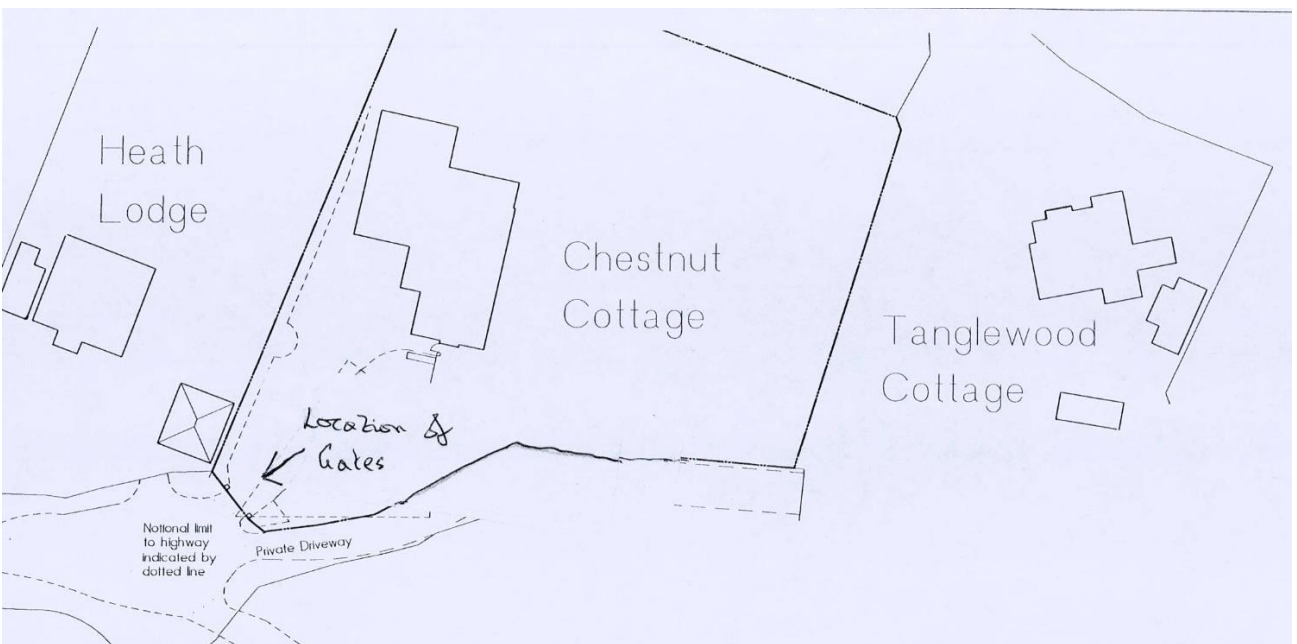 Heath
Lodge
Chestnut
Cottage
Tanglewood
Cottage
Location of
Gates
Notional limit
to highway
indicated by
dotted line
Private Driveway